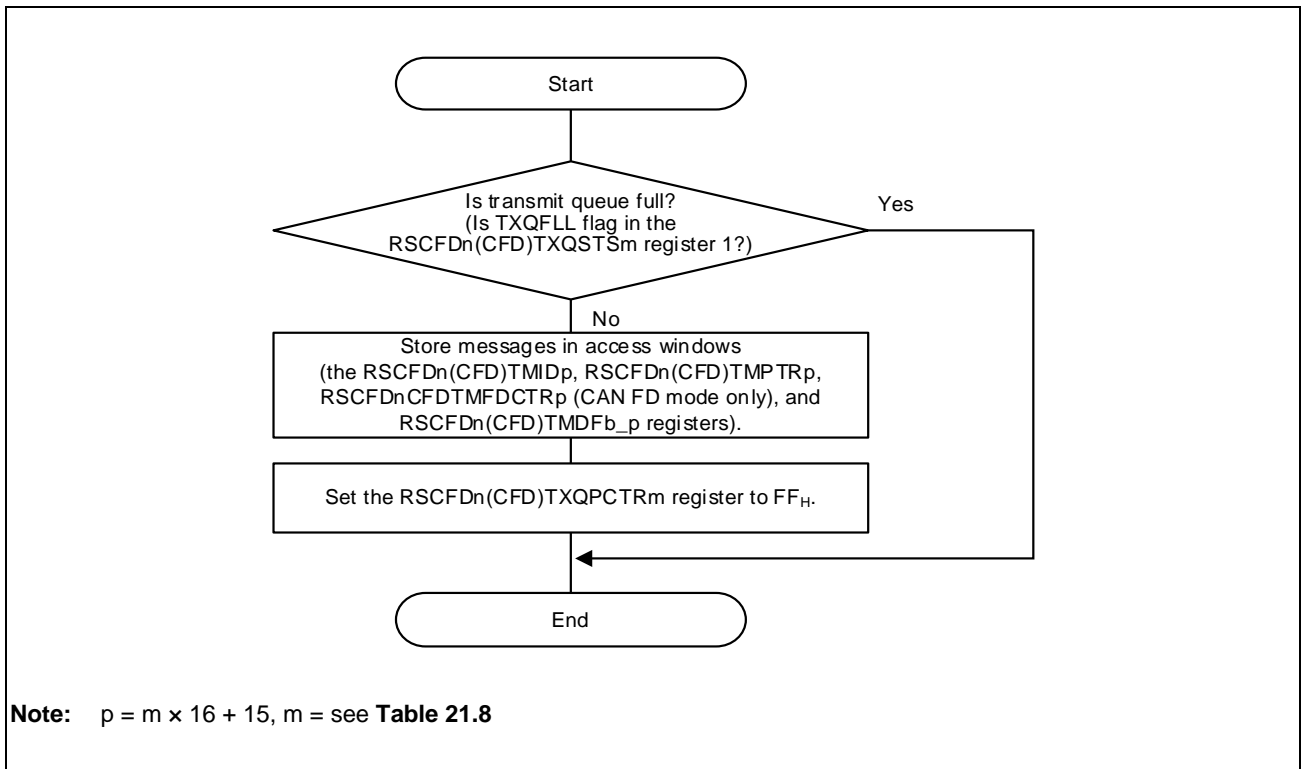 Start
Is transmit queue full?
(Is TXQFLL flag in the
RSCFDn(CFD)TXQSTSm register 1?)
Yes
No
Store messages in access windows
(the RSCFDn(CFD)TMIDp, RSCFDn(CFD)TMPTRp,
RSCFDnCFDTMFDCTRp (CAN FD mode only), and
RSCFDn(CFD)TMDFb_p registers).
Set the RSCFDn(CFD)TXQPCTRm register to FFH.
End
Note: p = m × 16 + 15, m = see Table 21.8